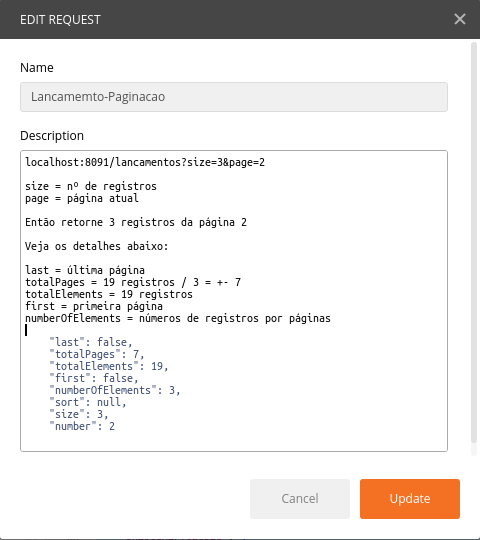 EDIT REQUEST
Name
Lancamemto-Paginacao
Description
localhost:8091/lancamentos?size=3&page=2
size = nº de registros
page = página atual
Então retorne 3 registros da página 2
Veja os detalhes abaixo:
last = última página
totalPages = 19 registros / 3 = +- 7
totalElements = 19 registros
first = primeira página
numberOfElements = números de registros por páginas
"last": false,
"totalPages": 7,
"totalElements": 19,
"first": false,
"numberOfElements": 3,
"sort": null,
"size": 3,
"number": 2
Cancel
Update